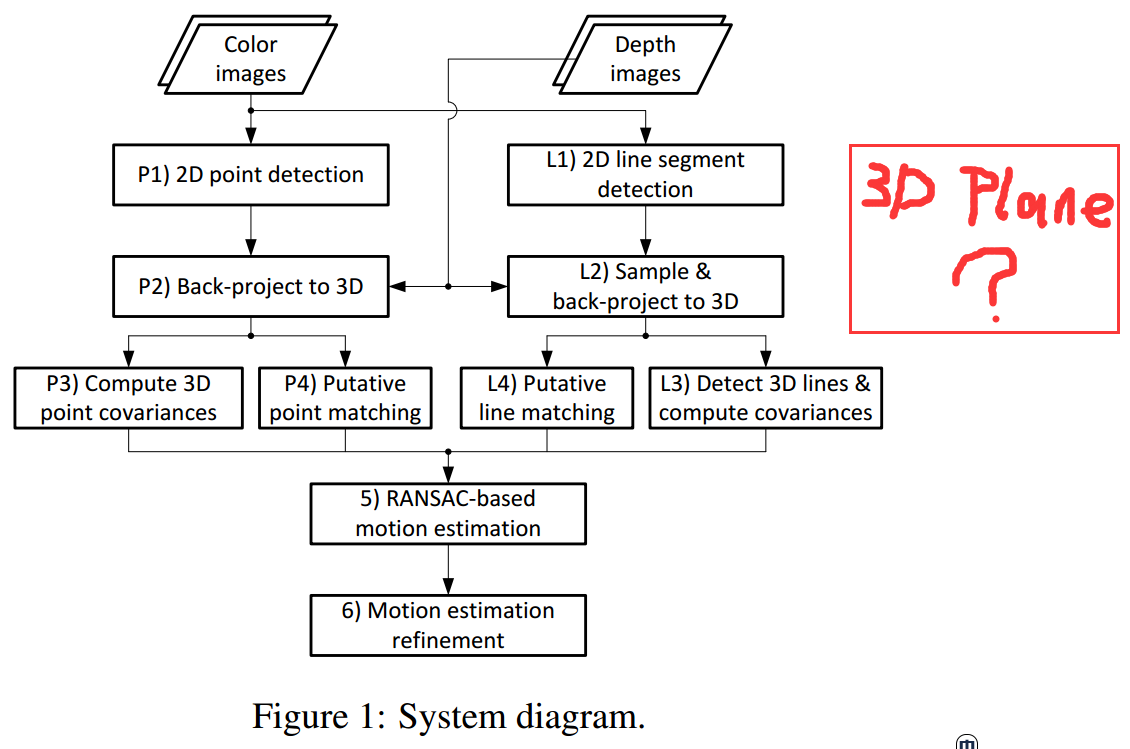 Color
images
Depth
images
P1) 2D point detection
L1) 2D line segment
detection
3D Plane
?
P2) Back-project to 3D
L2) Sample &
back-project to 3D
P3) Compute 3D
point covariances
P4) Putative
point matching
L4) Putative
line matching
L3) Detect 3D lines &
compute covariances
5) RANSAC-based
motion estimation
6) Motion estimation
refinement
Figure 1: System diagram.